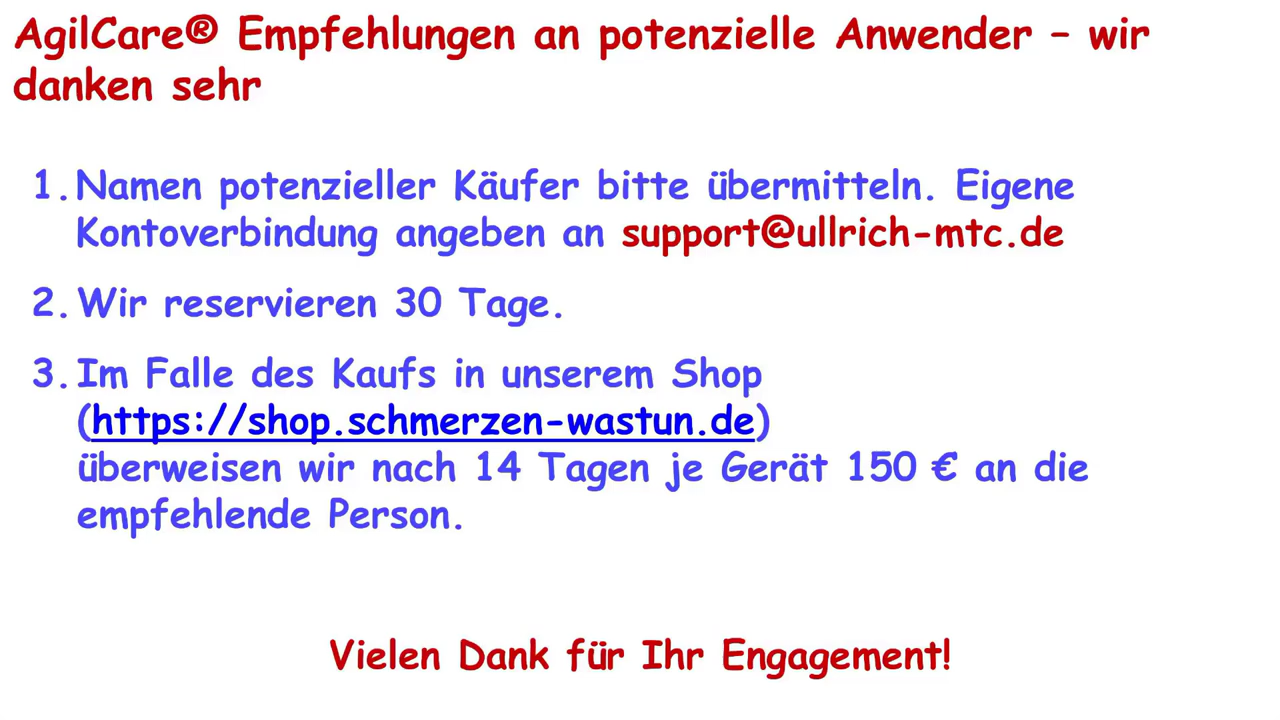 AgilCare® Empfehlungen an potenzielle Anwender – wir
danken sehr
1. Namen potenzieller Käufer bitte übermitteln. Eigene
Kontoverbindung angeben an support@ullrich-mtc.de
2. Wir reservieren 30 Tage.
3. Im Falle des Kaufs in unserem Shop
(https://shop.schmerzen-wastun.de)
überweisen wir nach 14 Tagen je Gerät 150 € an die
empfehlende Person.
Vielen Dank für Ihr Engagement!